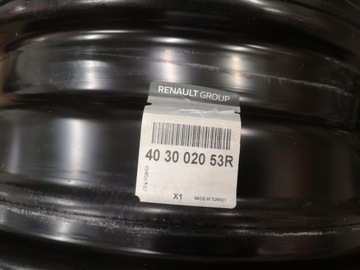 RENAULT GROUP
40 30 020 53R
X1
MADE IN TURKEY